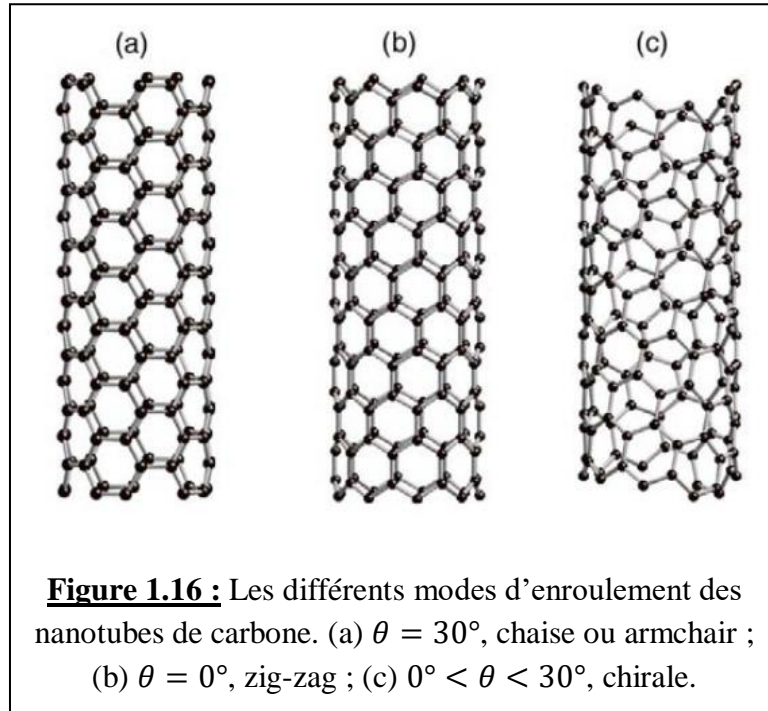 (a) (b) (c)
Figure 1.16 : Les différents modes d’enroulement des
nanotubes de carbone. (a) 𝜃 = 30°, chaise ou armchair ;
(b) 𝜃 = 0°, zig-zag ; (c) 0° < 𝜃 < 30°, chirale.